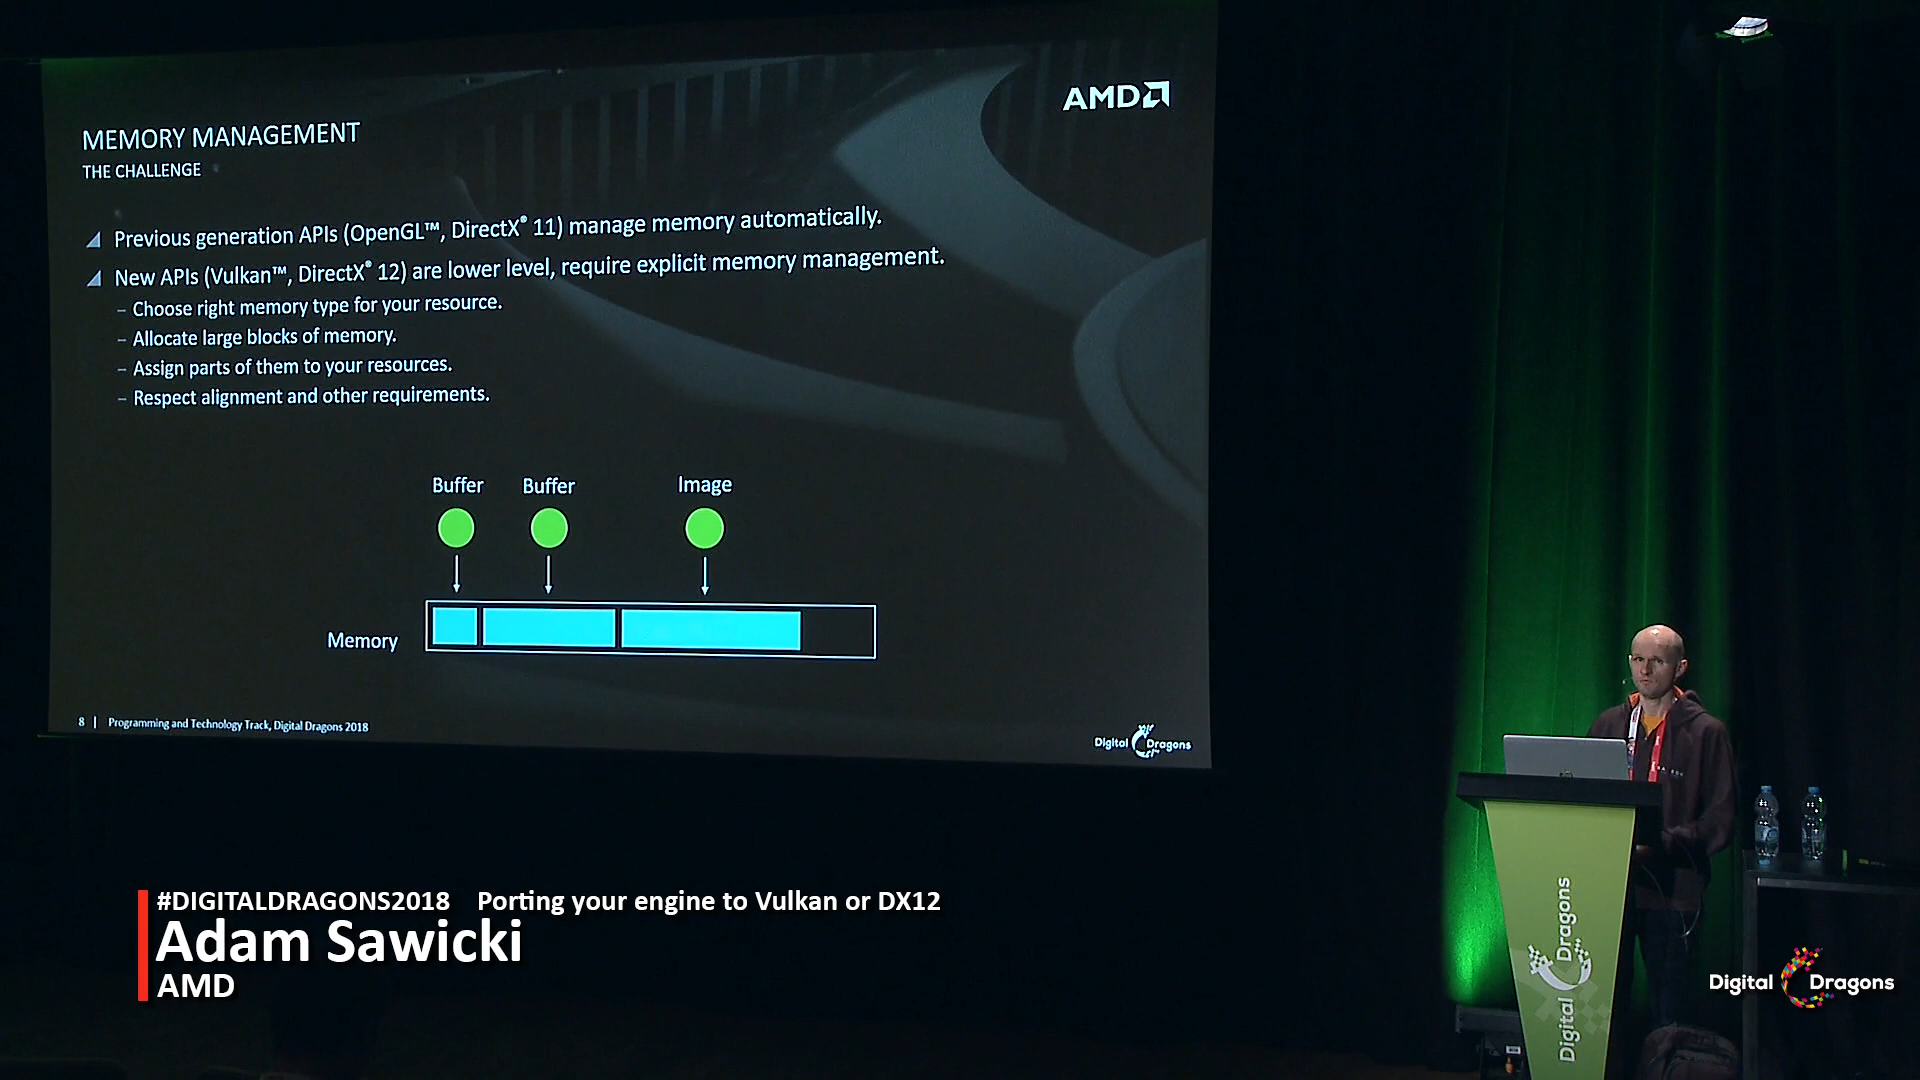 AMD
MEMORY MANAGEMENT
THE CHALLENGE
Previous generation APIs (OpenGL™, DirectX® 11) manage memory automatically.
New APIs (Vulkan™, DirectX® 12) are lower level, require explicit memory management.
– Choose right memory type for your resource.
– Allocate large blocks of memory.
– Assign parts of them to your resources.
– Respect alignment and other requirements.
Buffer Buffer Image
Memory
8 | Programming and Technology Track, Digital Dragons 2018
Digital Dragons
#DIGITALDRAGONS2018 Porting your engine to Vulkan or DX12
Adam Sawicki
AMD
Digital Dragons
Digital Dragons